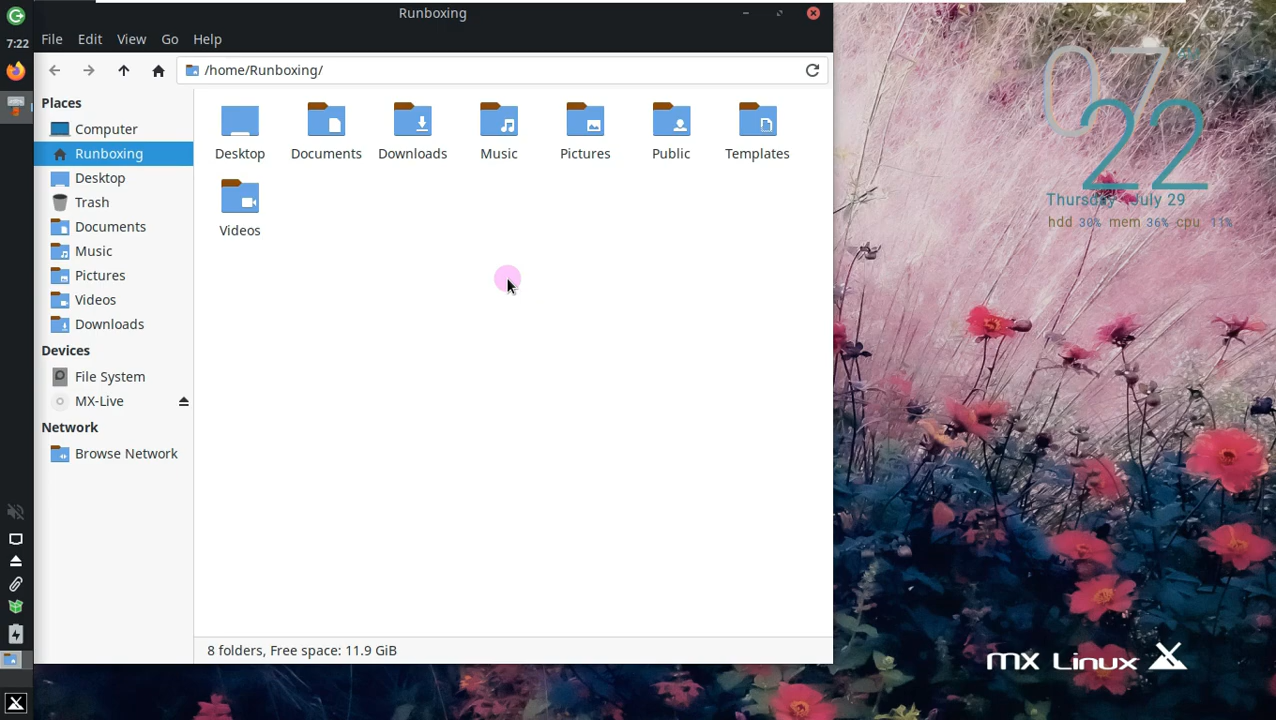 Runboxing
7:22
File Edit View Go Help
/home/Runboxing/
Places
Computer
Runboxing
Desktop
Trash
Documents
Music
Pictures
Videos
Downloads
Devices
File System
MX-Live
Network
Browse Network
Desktop Documents Downloads Music Pictures Public Templates
Videos
8 folders, Free space: 11.9 GiB
07
22
Thursday July 29
hdd 30% mem 36% cpu 11%
MX Linux